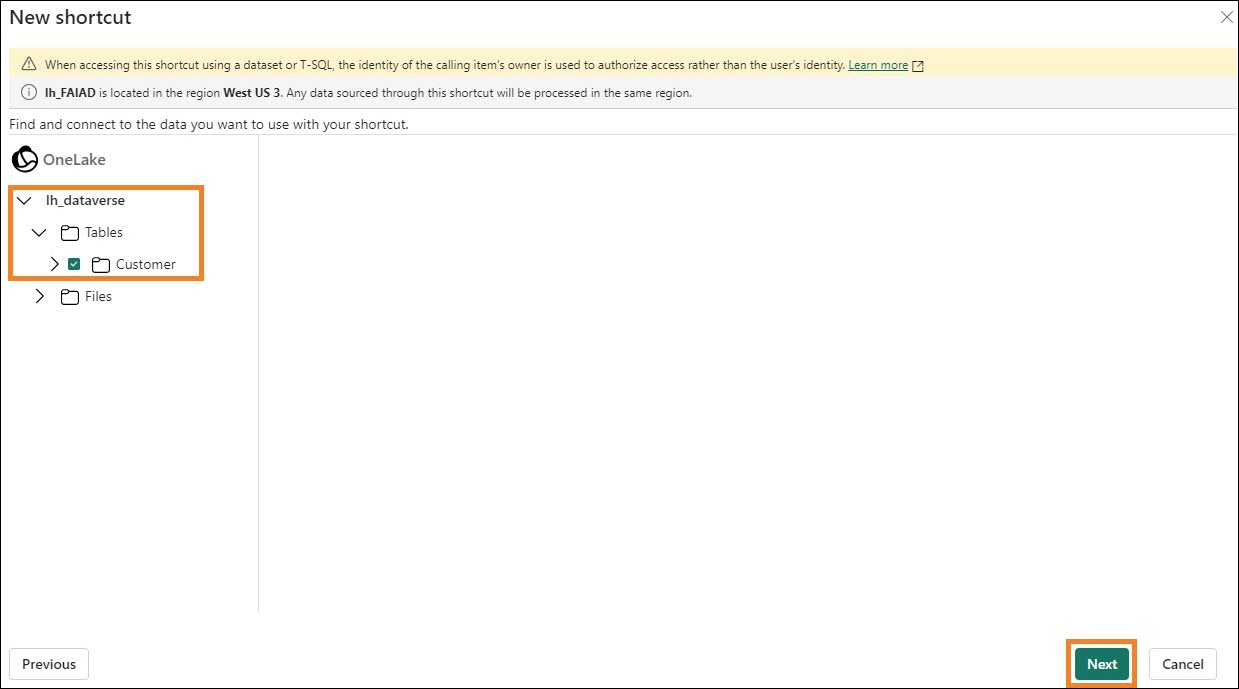 New shortcut
When accessing this shortcut using a dataset or T-SQL, the identity of the calling item's owner is used to authorize access rather than the user's identity. Learn more
lh_FAIAD is located in the region West US 3. Any data sourced through this shortcut will be processed in the same region.
Find and connect to the data you want to use with your shortcut.
OneLake
lh_dataverse
Tables
Customer
Files
Previous
Next
Cancel